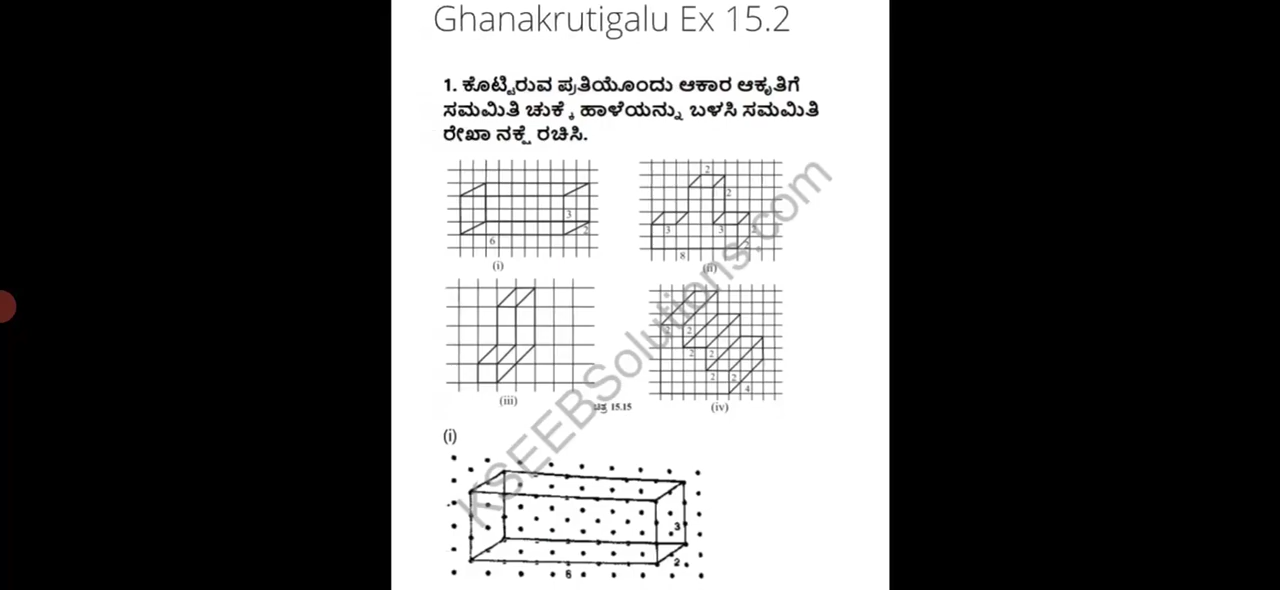 Ghanakrutigalu Ex 15.2
1. ಕೊಟ್ಟಿರುವ ಪ್ರತಿಯೊಂದು ಆಕಾರ ಆಕೃತಿಗೆ
ಸಮಮಿತಿ ಚುಕ್ಕೆ ಹಾಳೆಯನ್ನು ಬಳಸಿ ಸಮಮಿತಿ
ರೇಖಾ ನಕ್ಷೆ ರಚಿಸಿ.
3
2
6
(i)
2
2
3
3
2
8
(ii)
(iii)
ಚಿತ್ರ 15.15
2
2
2
2
2
2
4
(iv)
KSEEBSolutions.com
(i)
3
2
6